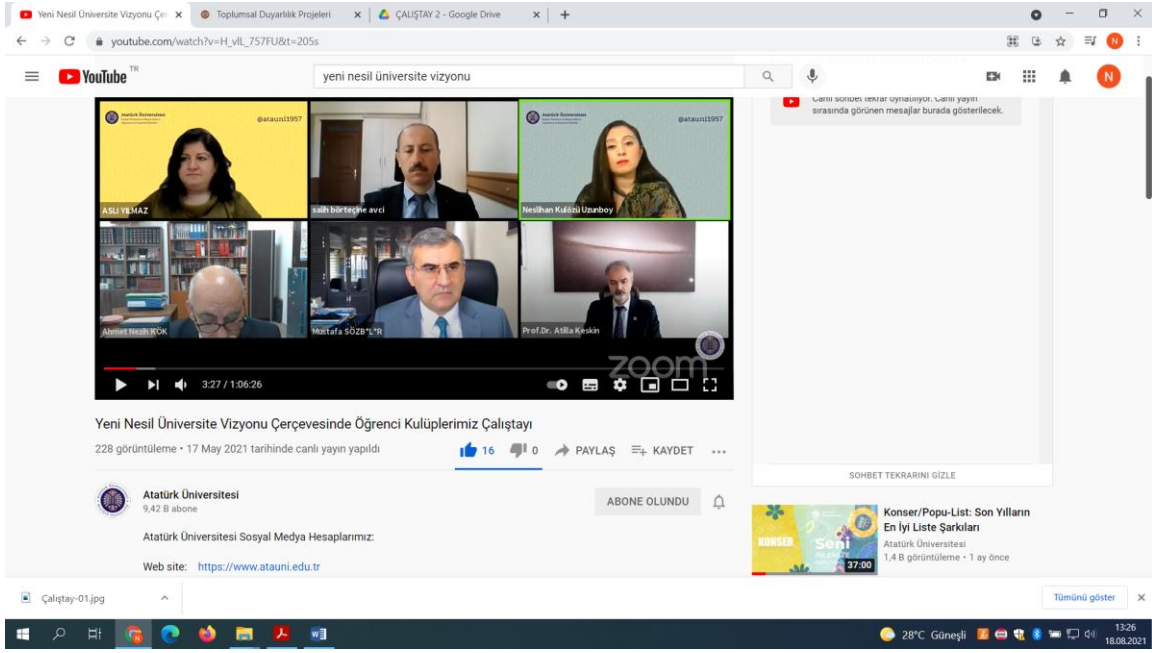 Yeni Nesil Üniversite Vizyonu Çer
Toplumsal Duyarlılık Projeleri
ÇALIŞTAY 2 - Google Drive
youtube.com/watch?v=H_vlL_757FU&t=205s
N
YouTube TR
yeni nesil üniversite vizyonu
N
Canlı sohbet tekrar oynatılıyor. Canlı yayın
sırasında görünen mesajlar burada gösterilecek.
Atatürk Üniversitesi
@atauni1957
Atatürk Üniversitesi
@atauni1957
ASLI YILMAZ
salih börteçine avci
Neslihan Kulözü Uzunboy
Ahmet Nezih KÖK
Mustafa SÖZB*L*R
Prof.Dr. Atilla Keskin
zoom
3:27 / 1:06:26
Yeni Nesil Üniversite Vizyonu Çerçevesinde Öğrenci Kulüplerimiz Çalıştayı
228 görüntüleme • 17 May 2021 tarihinde canlı yayın yapıldı
16
0
PAYLAŞ
KAYDET
SOHBET TEKRARINI GİZLE
Atatürk Üniversitesi
9,42 B abone
ABONE OLUNDU
Atatürk Üniversitesi Sosyal Medya Hesaplarımız:
Web site: https://www.atauni.edu.tr
KONSER
Seni
37:00
Konser/Popu-List: Son Yılların
En İyi Liste Şarkıları
Atatürk Üniversitesi
1,4 B görüntüleme • 1 ay önce
Çalıştay-01.jpg
Tümünü göster
28°C Güneşli
13:26
18.08.2021